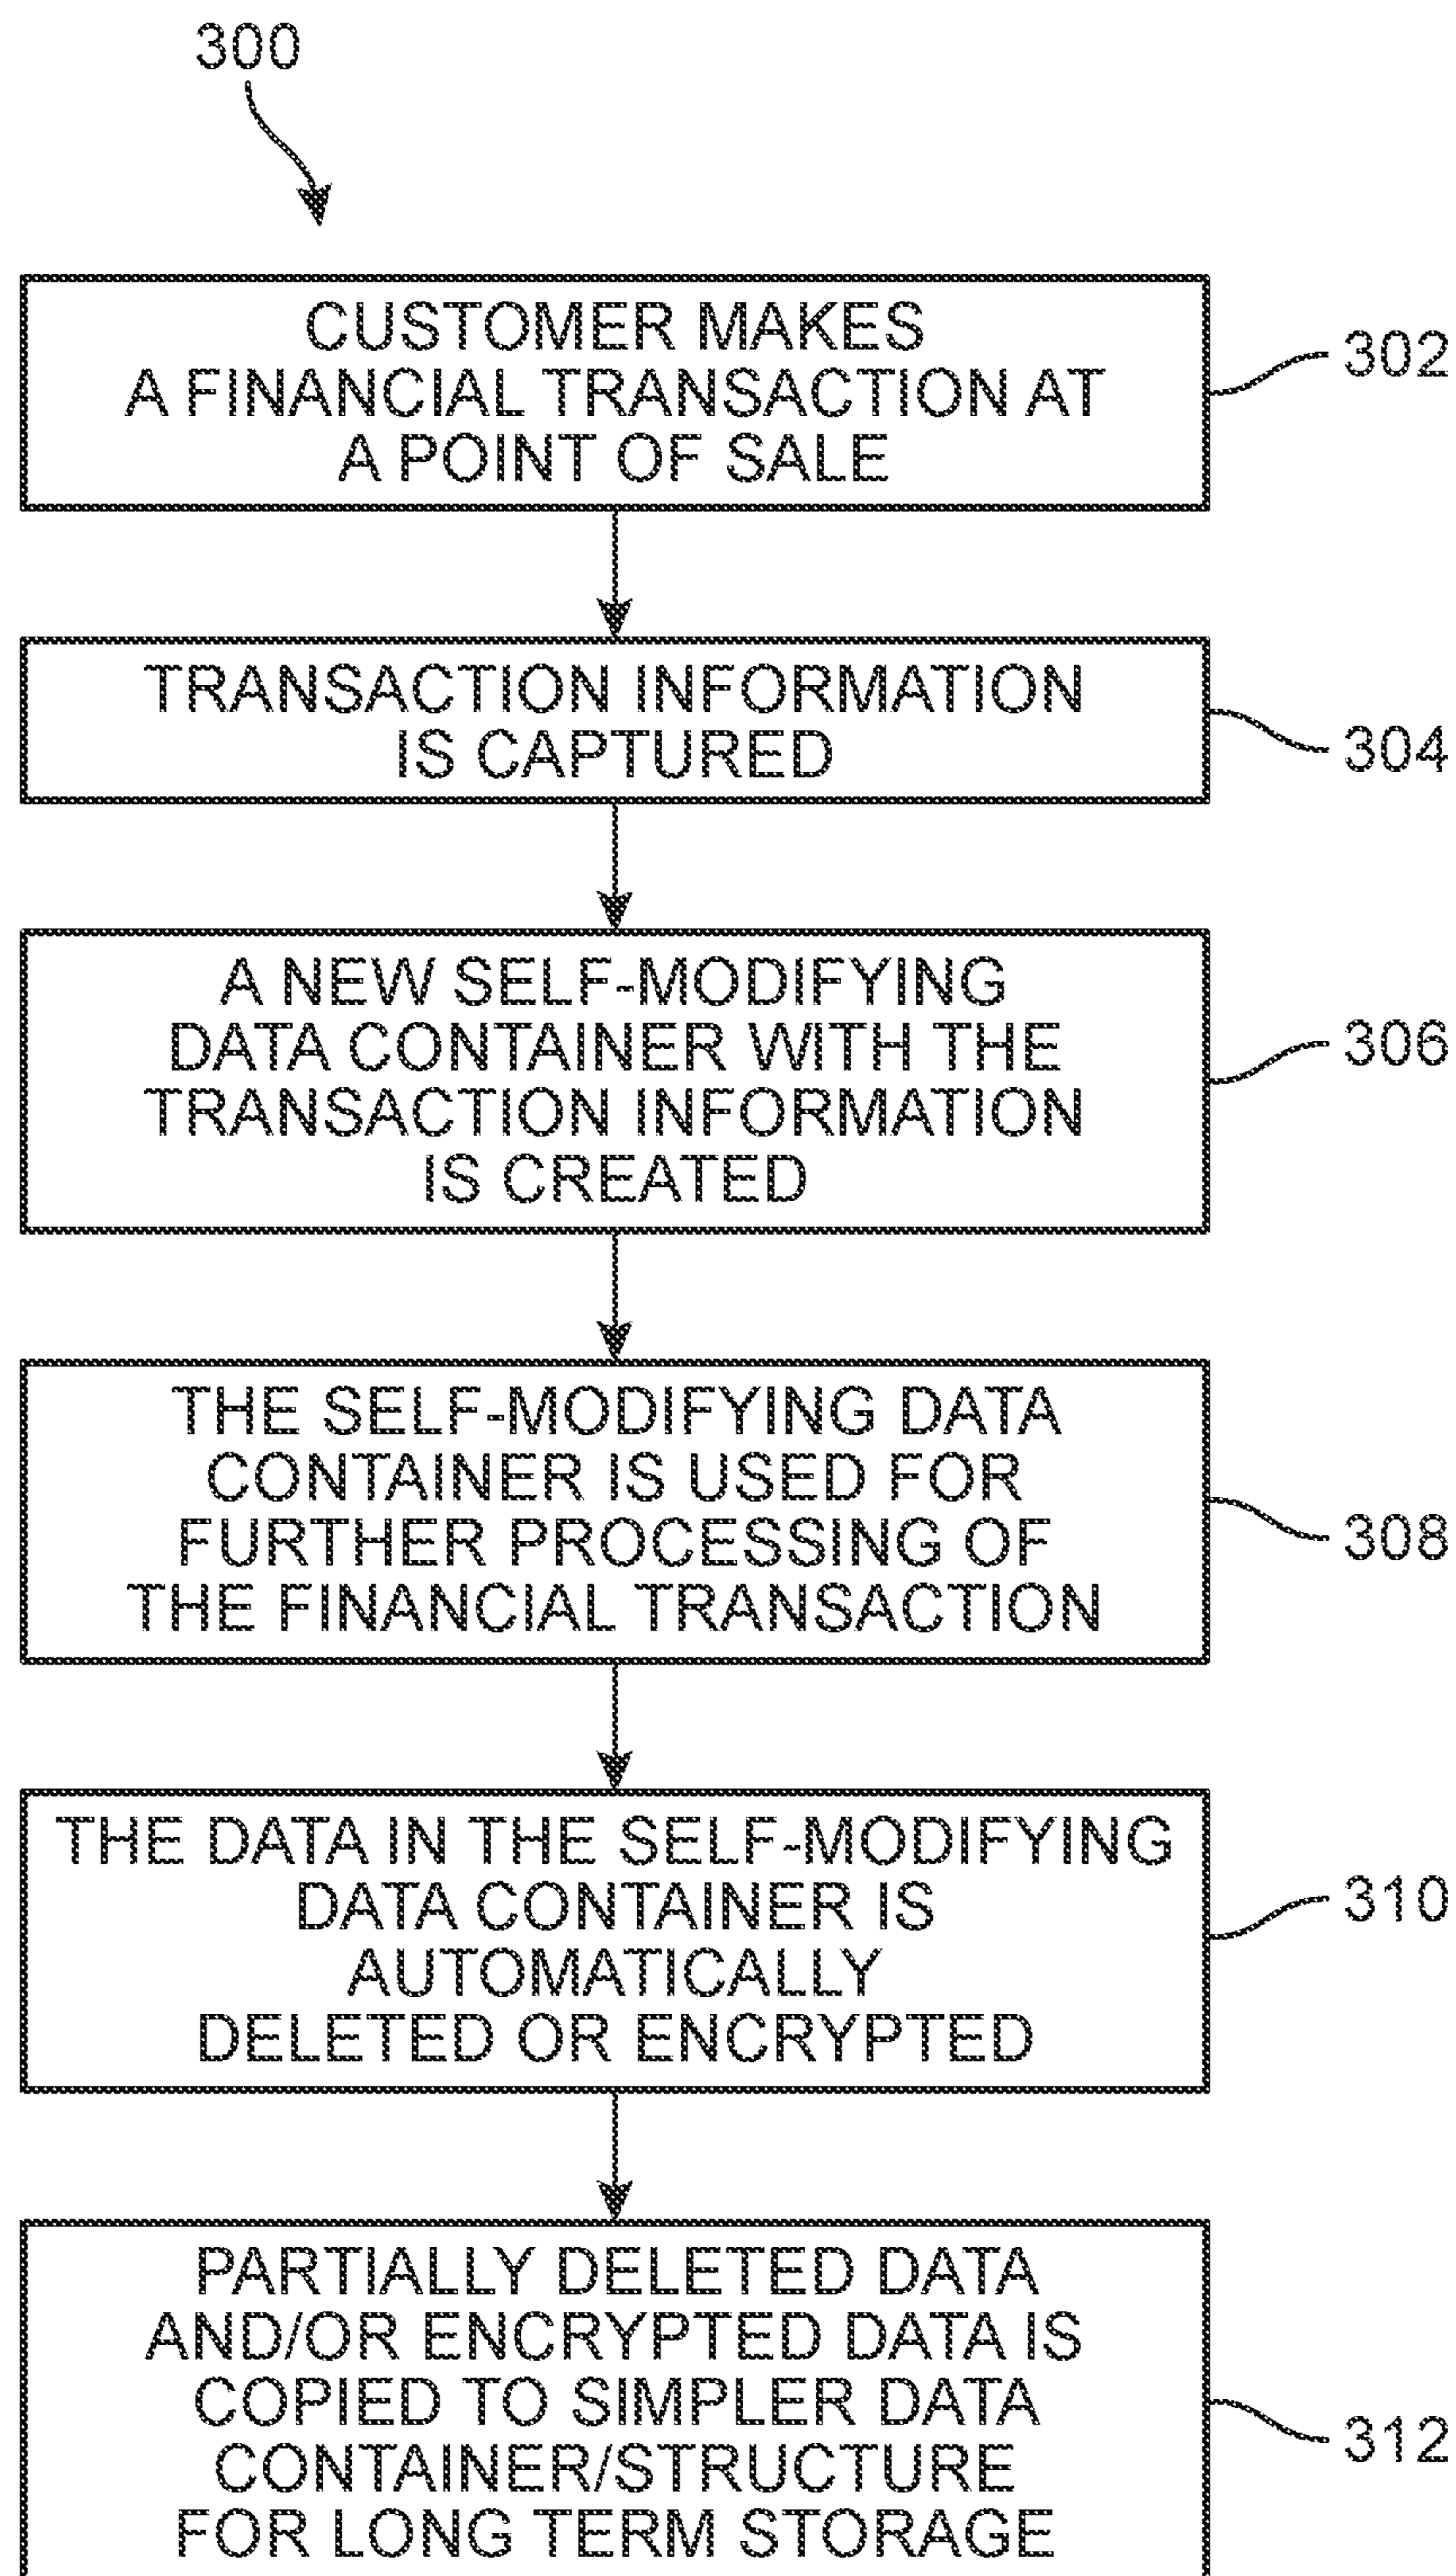 300
CUSTOMER MAKES
A FINANCIAL TRANSACTION AT
A POINT OF SALE
302
TRANSACTION INFORMATION
IS CAPTURED
304
A NEW SELF-MODIFYING
DATA CONTAINER WITH THE
TRANSACTION INFORMATION
IS CREATED
306
THE SELF-MODIFYING DATA
CONTAINER IS USED FOR
FURTHER PROCESSING OF
THE FINANCIAL TRANSACTION
308
THE DATA IN THE SELF-MODIFYING
DATA CONTAINER IS
AUTOMATICALLY
DELETED OR ENCRYPTED
310
PARTIALLY DELETED DATA
AND/OR ENCRYPTED DATA IS
COPIED TO SIMPLER DATA
CONTAINER/STRUCTURE
FOR LONG TERM STORAGE
312